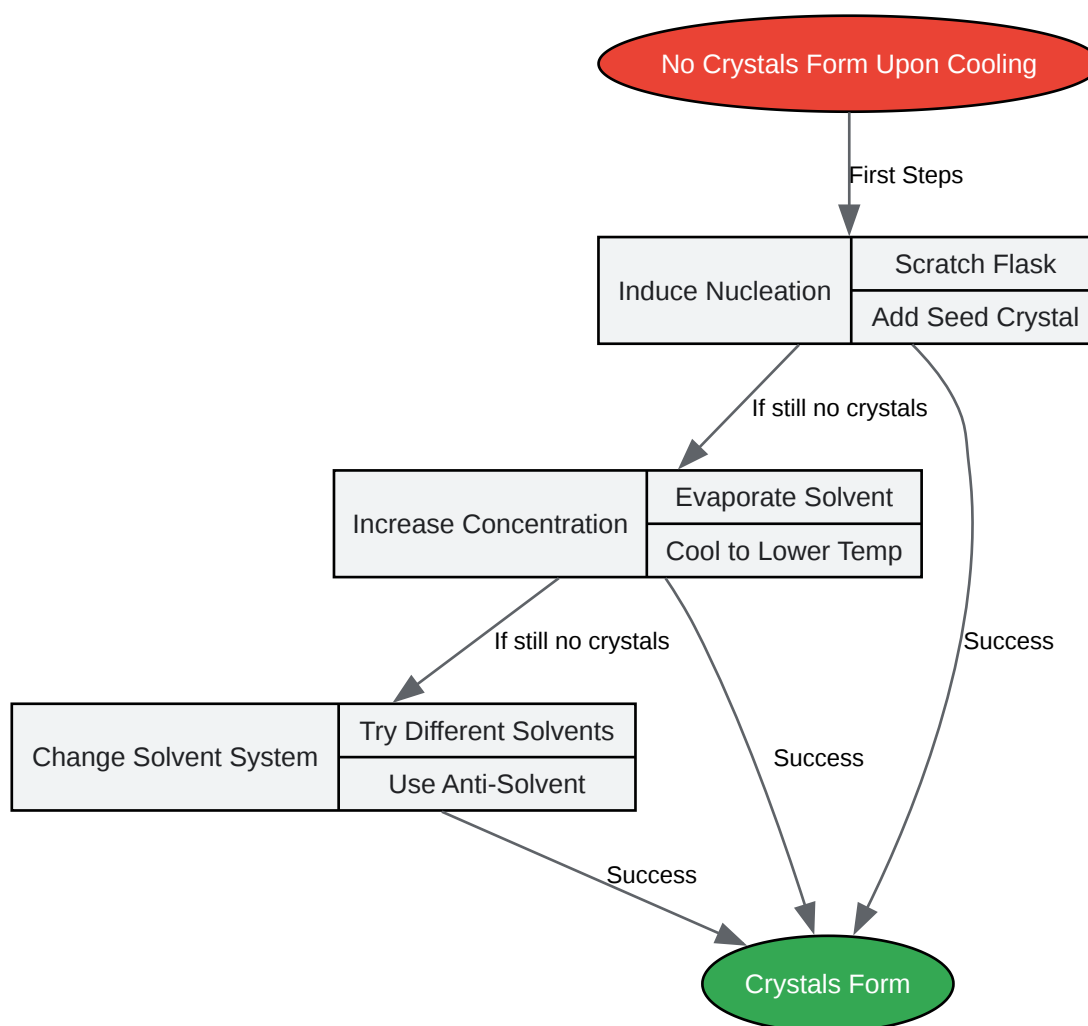 No Crystals Form Upon Cooling
First Steps
Induce Nucleation
Scratch Flask
Add Seed Crystal
If still no crystals
Increase Concentration
Evaporate Solvent
Cool to Lower Temp
If still no crystals
Success
Change Solvent System
Try Different Solvents
Use Anti-Solvent
Success
Success
Crystals Form